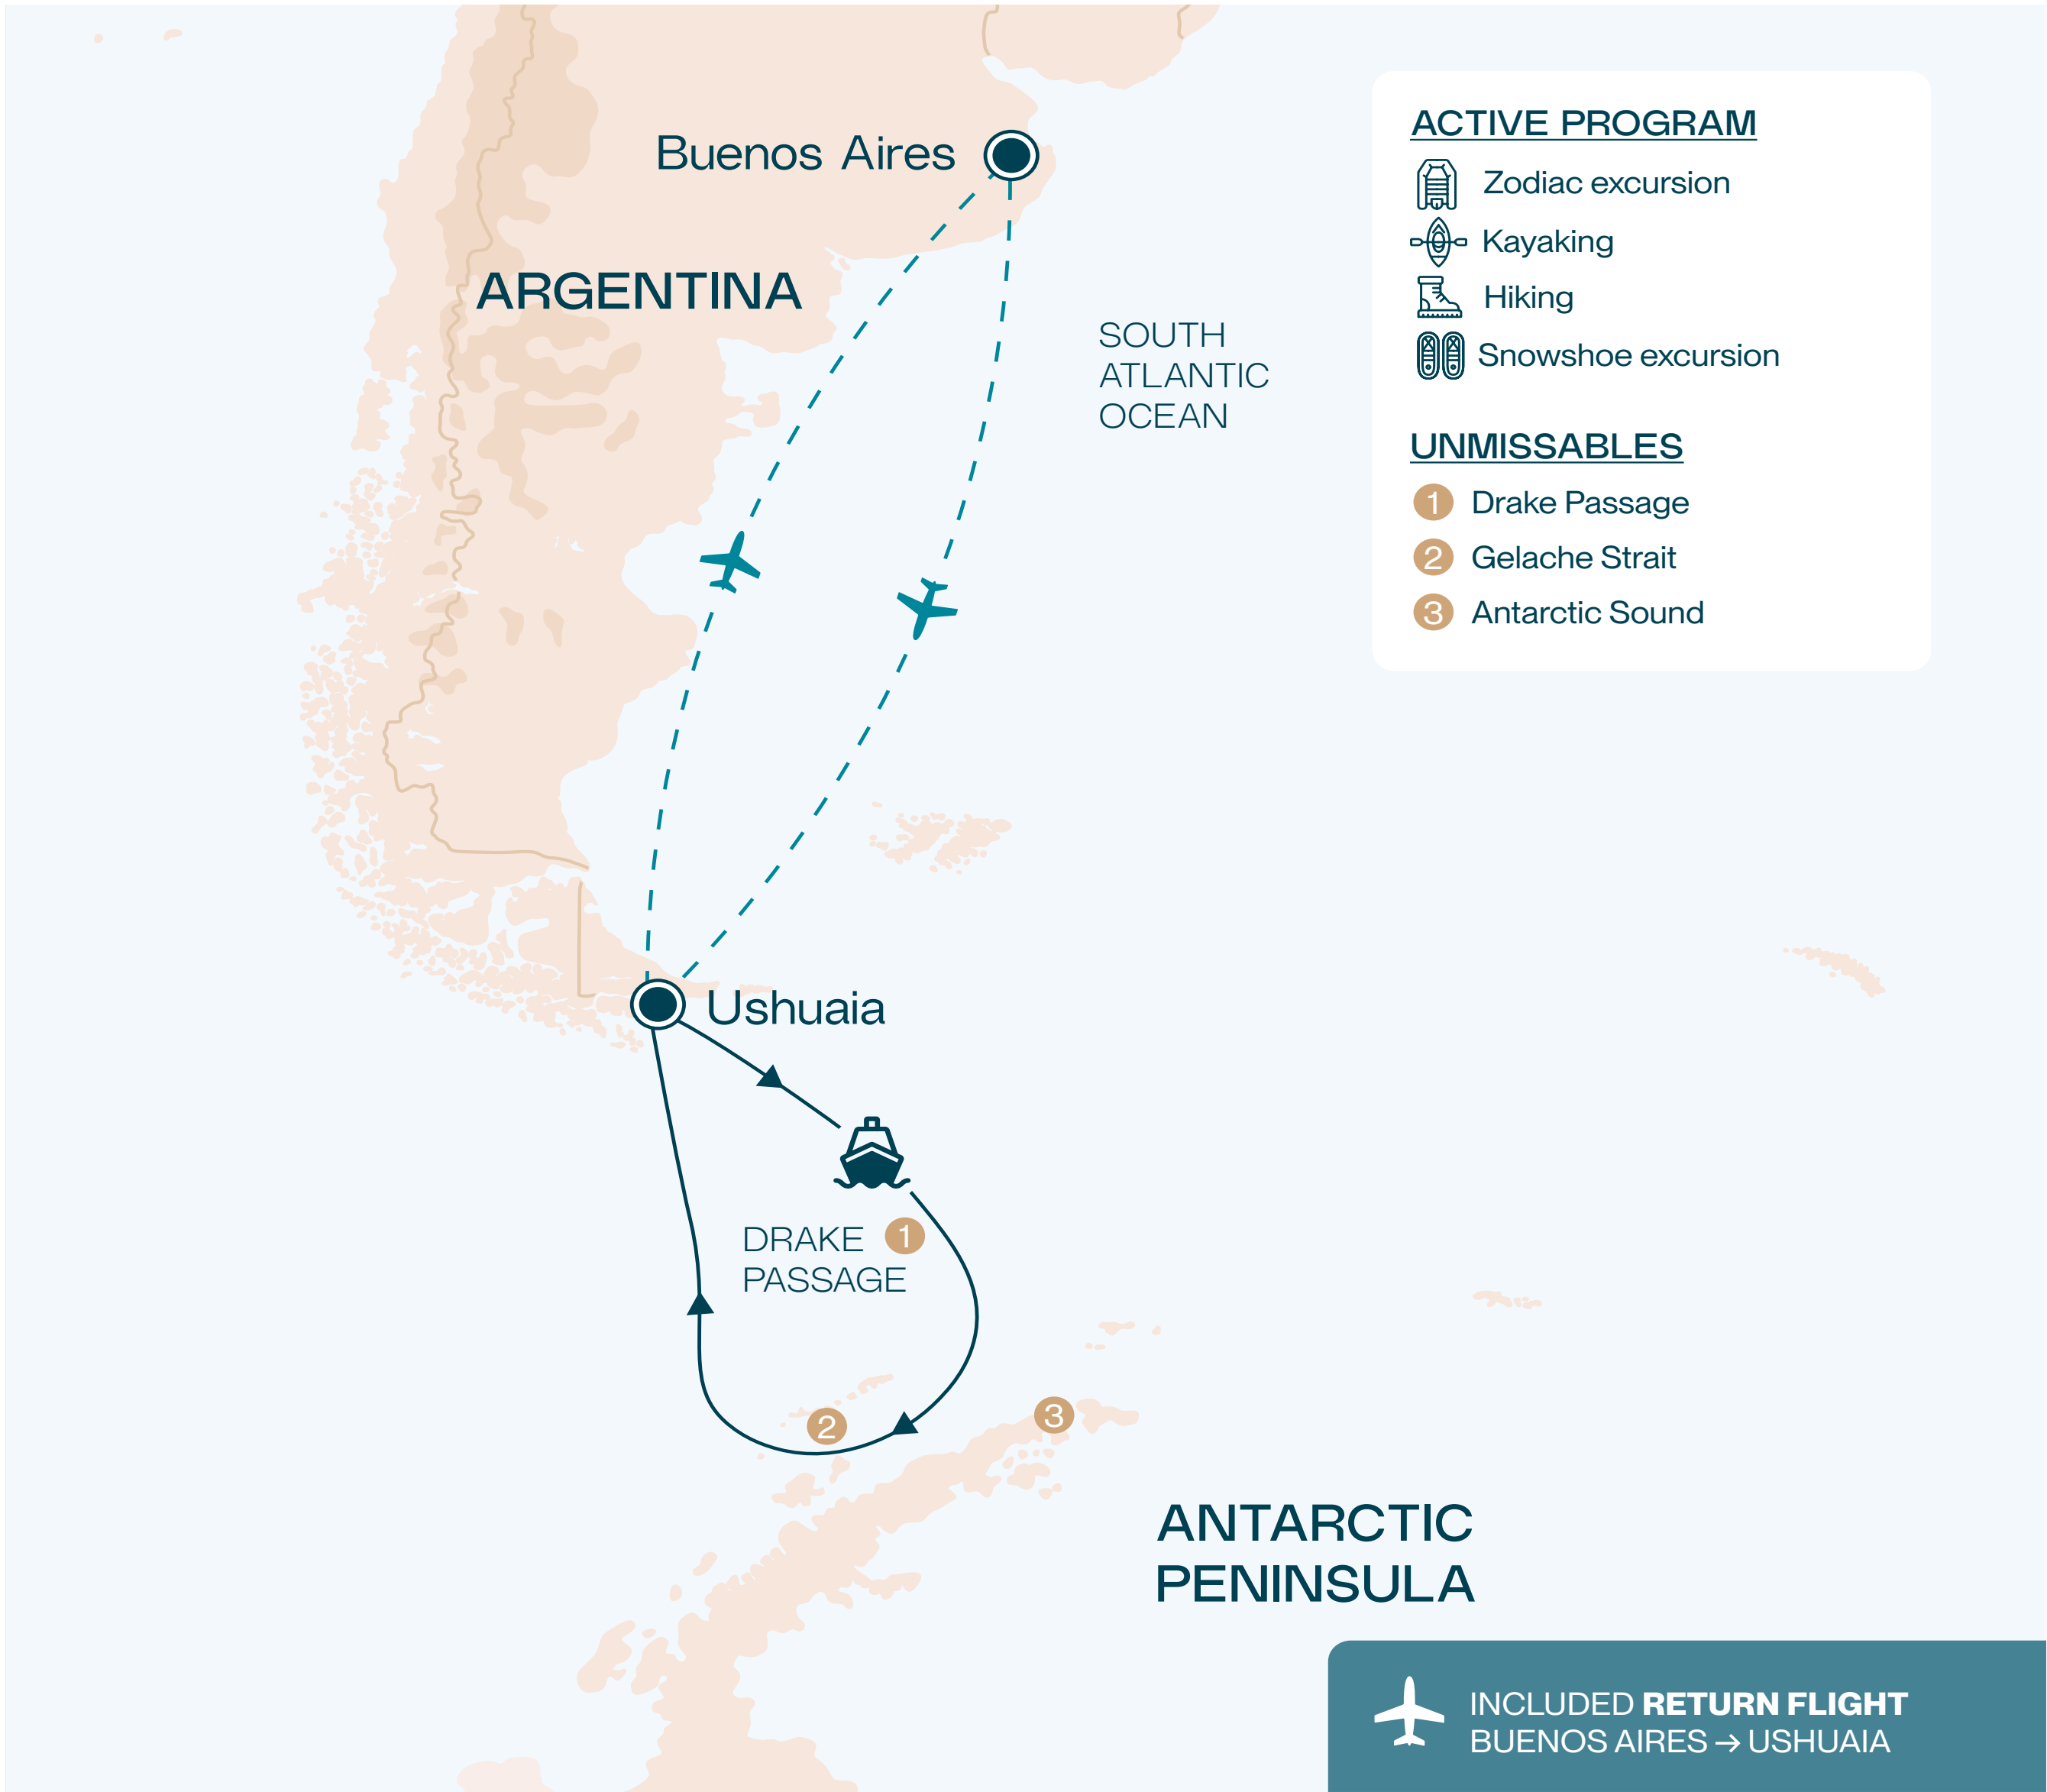 Buenos Aires
ARGENTINA
SOUTH
ATLANTIC
OCEAN
Ushuaia
DRAKE 1
PASSAGE
2
3
ANTARCTIC
PENINSULA
ACTIVE PROGRAM
Zodiac excursion
Kayaking
Hiking
Snowshoe excursion
UNMISSABLES
1 Drake Passage
2 Gelache Strait
3 Antarctic Sound
INCLUDED RETURN FLIGHT
BUENOS AIRES → USHUAIA